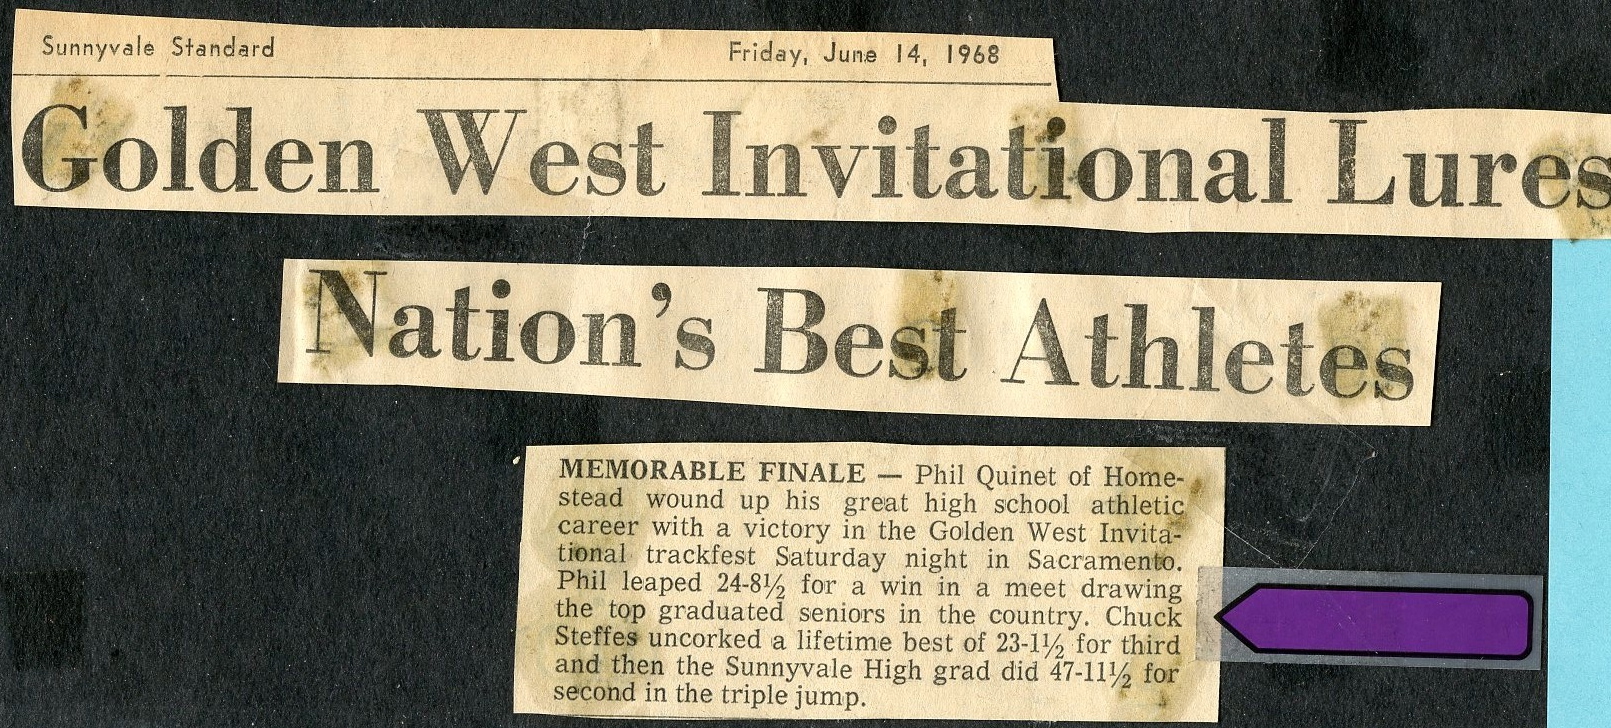 Sunnyvale Standard Friday, June 14, 1968
Golden West Invitational Lures
Nation's Best Athletes
MEMORABLE FINALE — Phil Quinet of Home-
stead wound up his great high school athletic
career with a victory in the Golden West Invita-
tional trackfest Saturday night in Sacramento.
Phil leaped 24-8½ for a win in a meet drawing
the top graduated seniors in the country. Chuck
Steffes uncorked a lifetime best of 23-1½ for third
and then the Sunnyvale High grad did 47-11½ for
second in the triple jump.